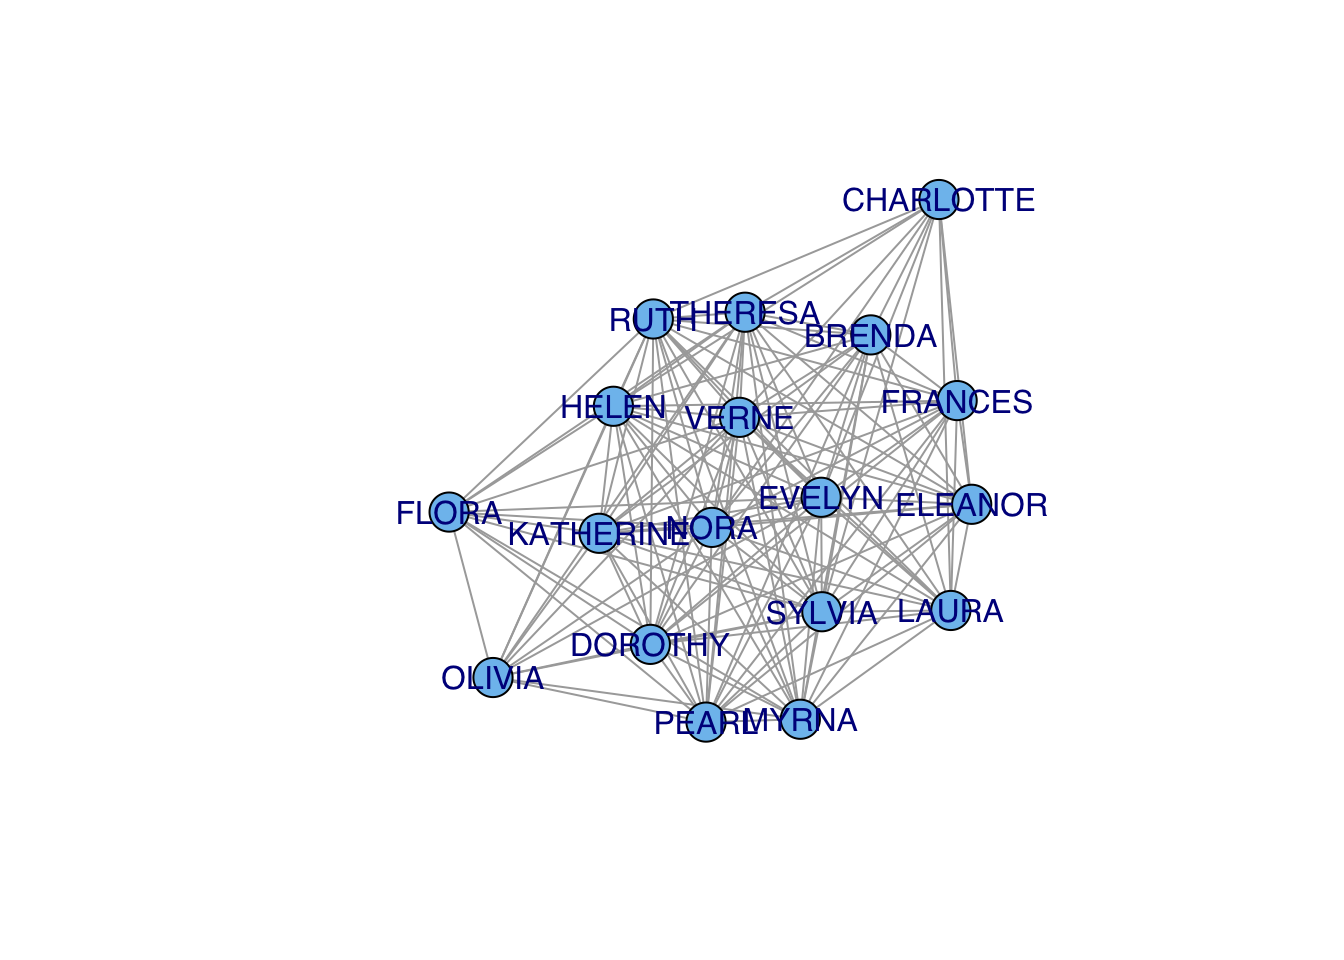 CHARLOTTE
RUTH
THERESA
BRENDA
HELEN
VERNE
FRANCES
FLORA
KATHERINE
NORA
EVELYN
ELEANOR
SYLVIA
LAURA
DOROTHY
OLIVIA
PEARL
MYRNA